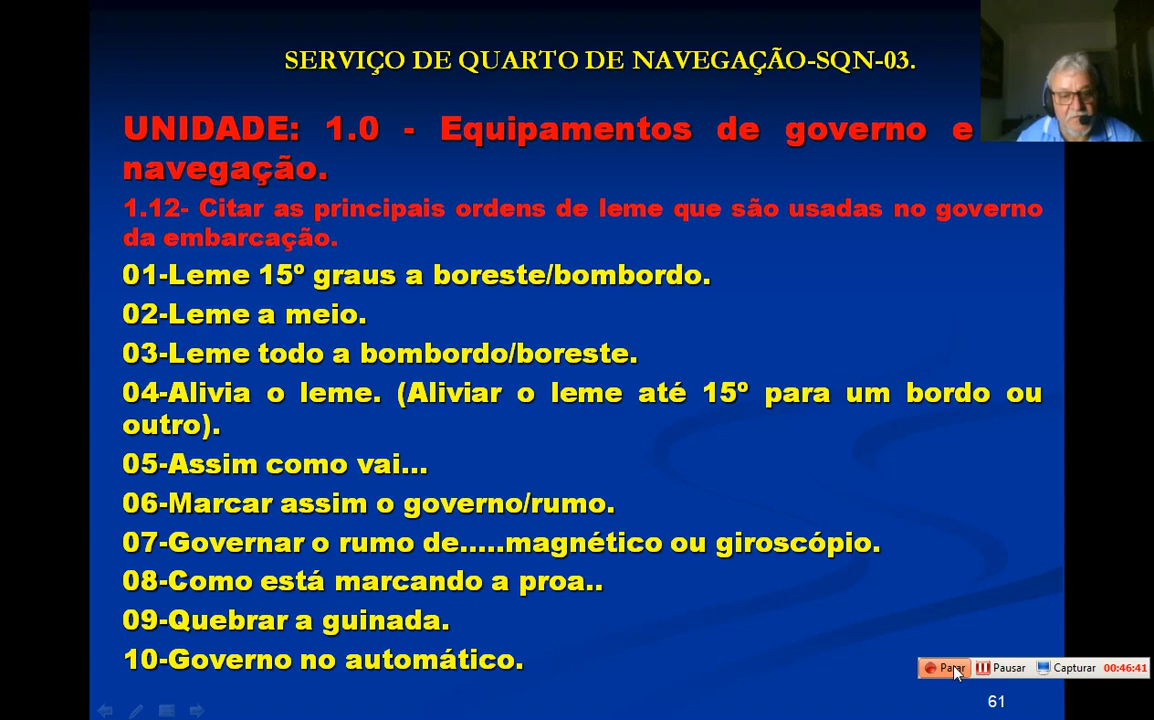 SERVIÇO DE QUARTO DE NAVEGAÇÃO-SQN-03.
UNIDADE: 1.0 - Equipamentos de governo e
navegação.
1.12- Citar as principais ordens de leme que são usadas no governo
da embarcação.
01-Leme 15º graus a boreste/bombordo.
02-Leme a meio.
03-Leme todo a bombordo/boreste.
04-Alivia o leme. (Aliviar o leme até 15º para um bordo ou
outro).
05-Assim como vai...
06-Marcar assim o governo/rumo.
07-Governar o rumo de.....magnético ou giroscópio.
08-Como está marcando a proa..
09-Quebrar a guinada.
10-Governo no automático.
Parar Pausar Capturar 00:46:41
61